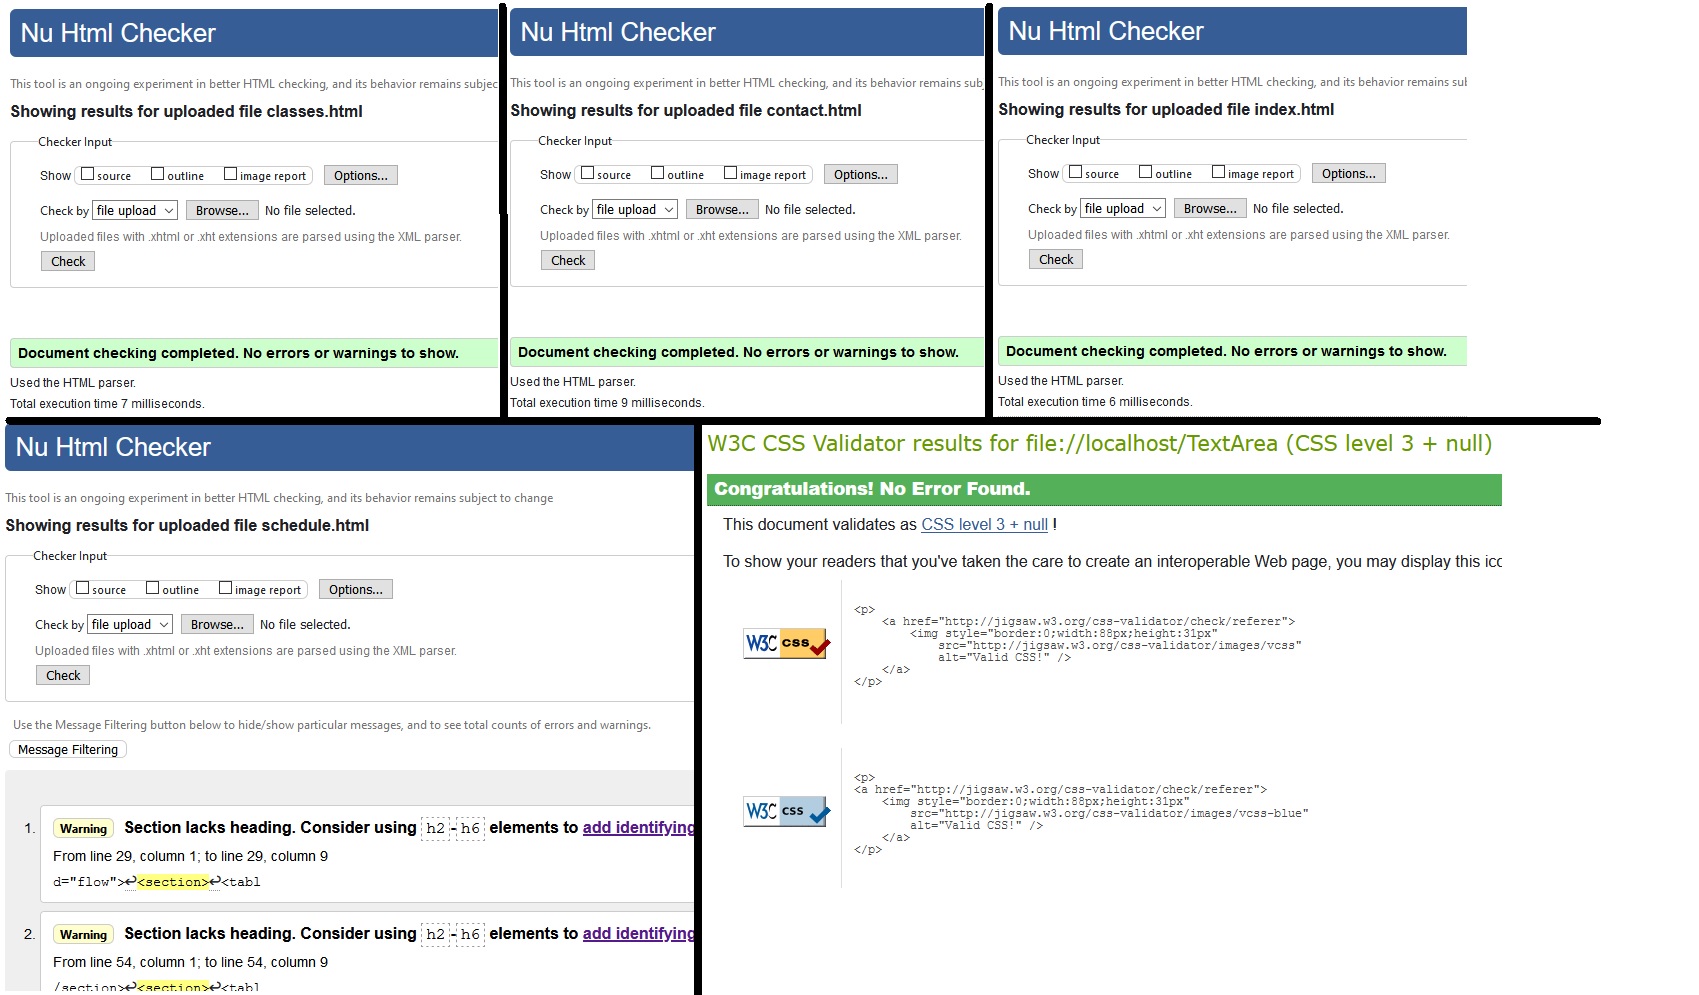 Nu Html Checker
This tool is an ongoing experiment in better HTML checking, and its behavior remains subjec
Showing results for uploaded file classes.html
Checker Input
Show source outline image report Options...
Check by file upload Browse... No file selected.
Uploaded files with .xhtml or .xht extensions are parsed using the XML parser.
Check
Document checking completed. No errors or warnings to show.
Used the HTML parser.
Total execution time 7 milliseconds.
Nu Html Checker
This tool is an ongoing experiment in better HTML checking, and its behavior remains subj
Showing results for uploaded file contact.html
Checker Input
Show source outline image report Options...
Check by file upload Browse... No file selected.
Uploaded files with .xhtml or .xht extensions are parsed using the XML parser.
Check
Document checking completed. No errors or warnings to show.
Used the HTML parser.
Total execution time 9 milliseconds.
Nu Html Checker
This tool is an ongoing experiment in better HTML checking, and its behavior remains sub
Showing results for uploaded file index.html
Checker Input
Show source outline image report Options...
Check by file upload Browse... No file selected.
Uploaded files with .xhtml or .xht extensions are parsed using the XML parser.
Check
Document checking completed. No errors or warnings to show.
Used the HTML parser.
Total execution time 6 milliseconds.
Nu Html Checker
This tool is an ongoing experiment in better HTML checking, and its behavior remains subject to change
Showing results for uploaded file schedule.html
Checker Input
Show source outline image report Options...
Check by file upload Browse... No file selected.
Uploaded files with .xhtml or .xht extensions are parsed using the XML parser.
Check
Use the Message Filtering button below to hide/show particular messages, and to see total counts of errors and warnings.
Message Filtering
1. Warning Section lacks heading. Consider using h2-h6 elements to add identifying
From line 29, column 1; to line 29, column 9
d="flow">↩<section>↩<tabl
2. Warning Section lacks heading. Consider using h2-h6 elements to add identifying
From line 54, column 1; to line 54, column 9
/section>↩<section>↩<tabl
W3C CSS Validator results for file://localhost/TextArea (CSS level 3 + null)
Congratulations! No Error Found.
This document validates as CSS level 3 + null !
To show your readers that you've taken the care to create an interoperable Web page, you may display this ico
W3C css
<p>
<a href="http://jigsaw.w3.org/css-validator/check/referer">
<img style="border:0;width:88px;height:31px"
src="http://jigsaw.w3.org/css-validator/images/vcss"
alt="Valid CSS!" />
</a>
</p>
W3C css
<p>
<a href="http://jigsaw.w3.org/css-validator/check/referer">
<img style="border:0;width:88px;height:31px"
src="http://jigsaw.w3.org/css-validator/images/vcss-blue"
alt="Valid CSS!" />
</a>
</p>